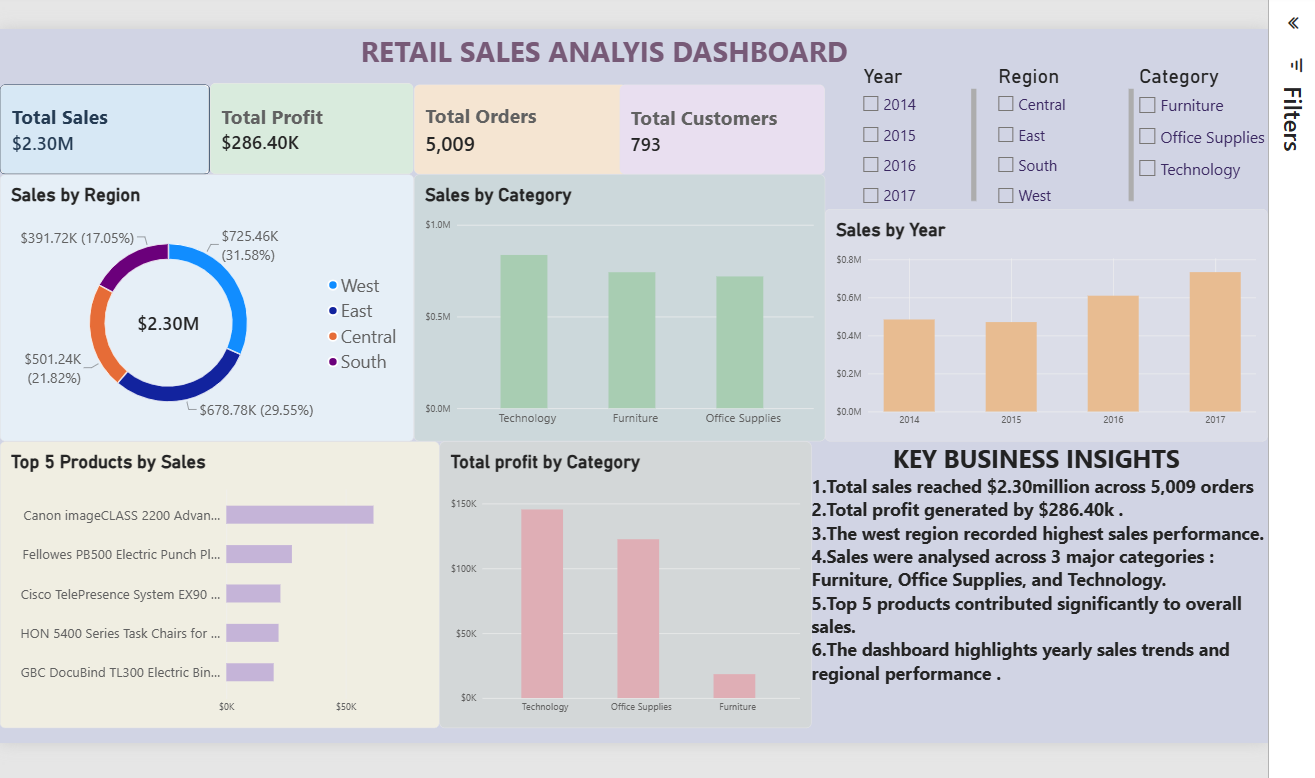 RETAIL SALES ANALYIS DASHBOARD
Total Sales
$2.30M
Total Profit
$286.40K
Total Orders
5,009
Total Customers
793
Year
2014
2015
2016
2017
Region
Central
East
South
West
Category
Furniture
Office Supplies
Technology
Filters
Sales by Region
$391.72K (17.05%)
$725.46K
(31.58%)
$2.30M
$501.24K
(21.82%)
$678.78K (29.55%)
West
East
Central
South
Sales by Category
$1.0M
$0.5M
$0.0M
Technology
Furniture
Office Supplies
Sales by Year
$0.8M
$0.6M
$0.4M
$0.2M
$0.0M
2014
2015
2016
2017
Top 5 Products by Sales
Canon imageCLASS 2200 Advan...
Fellowes PB500 Electric Punch Pl...
Cisco TelePresence System EX90 ...
HON 5400 Series Task Chairs for ...
GBC DocuBind TL300 Electric Bin...
$0K
$50K
Total profit by Category
$150K
$100K
$50K
$0K
Technology
Office Supplies
Furniture
KEY BUSINESS INSIGHTS
1.Total sales reached $2.30million across 5,009 orders
2.Total profit generated by $286.40k .
3.The west region recorded highest sales performance.
4.Sales were analysed across 3 major categories :
Furniture, Office Supplies, and Technology.
5.Top 5 products contributed significantly to overall
sales.
6.The dashboard highlights yearly sales trends and
regional performance .